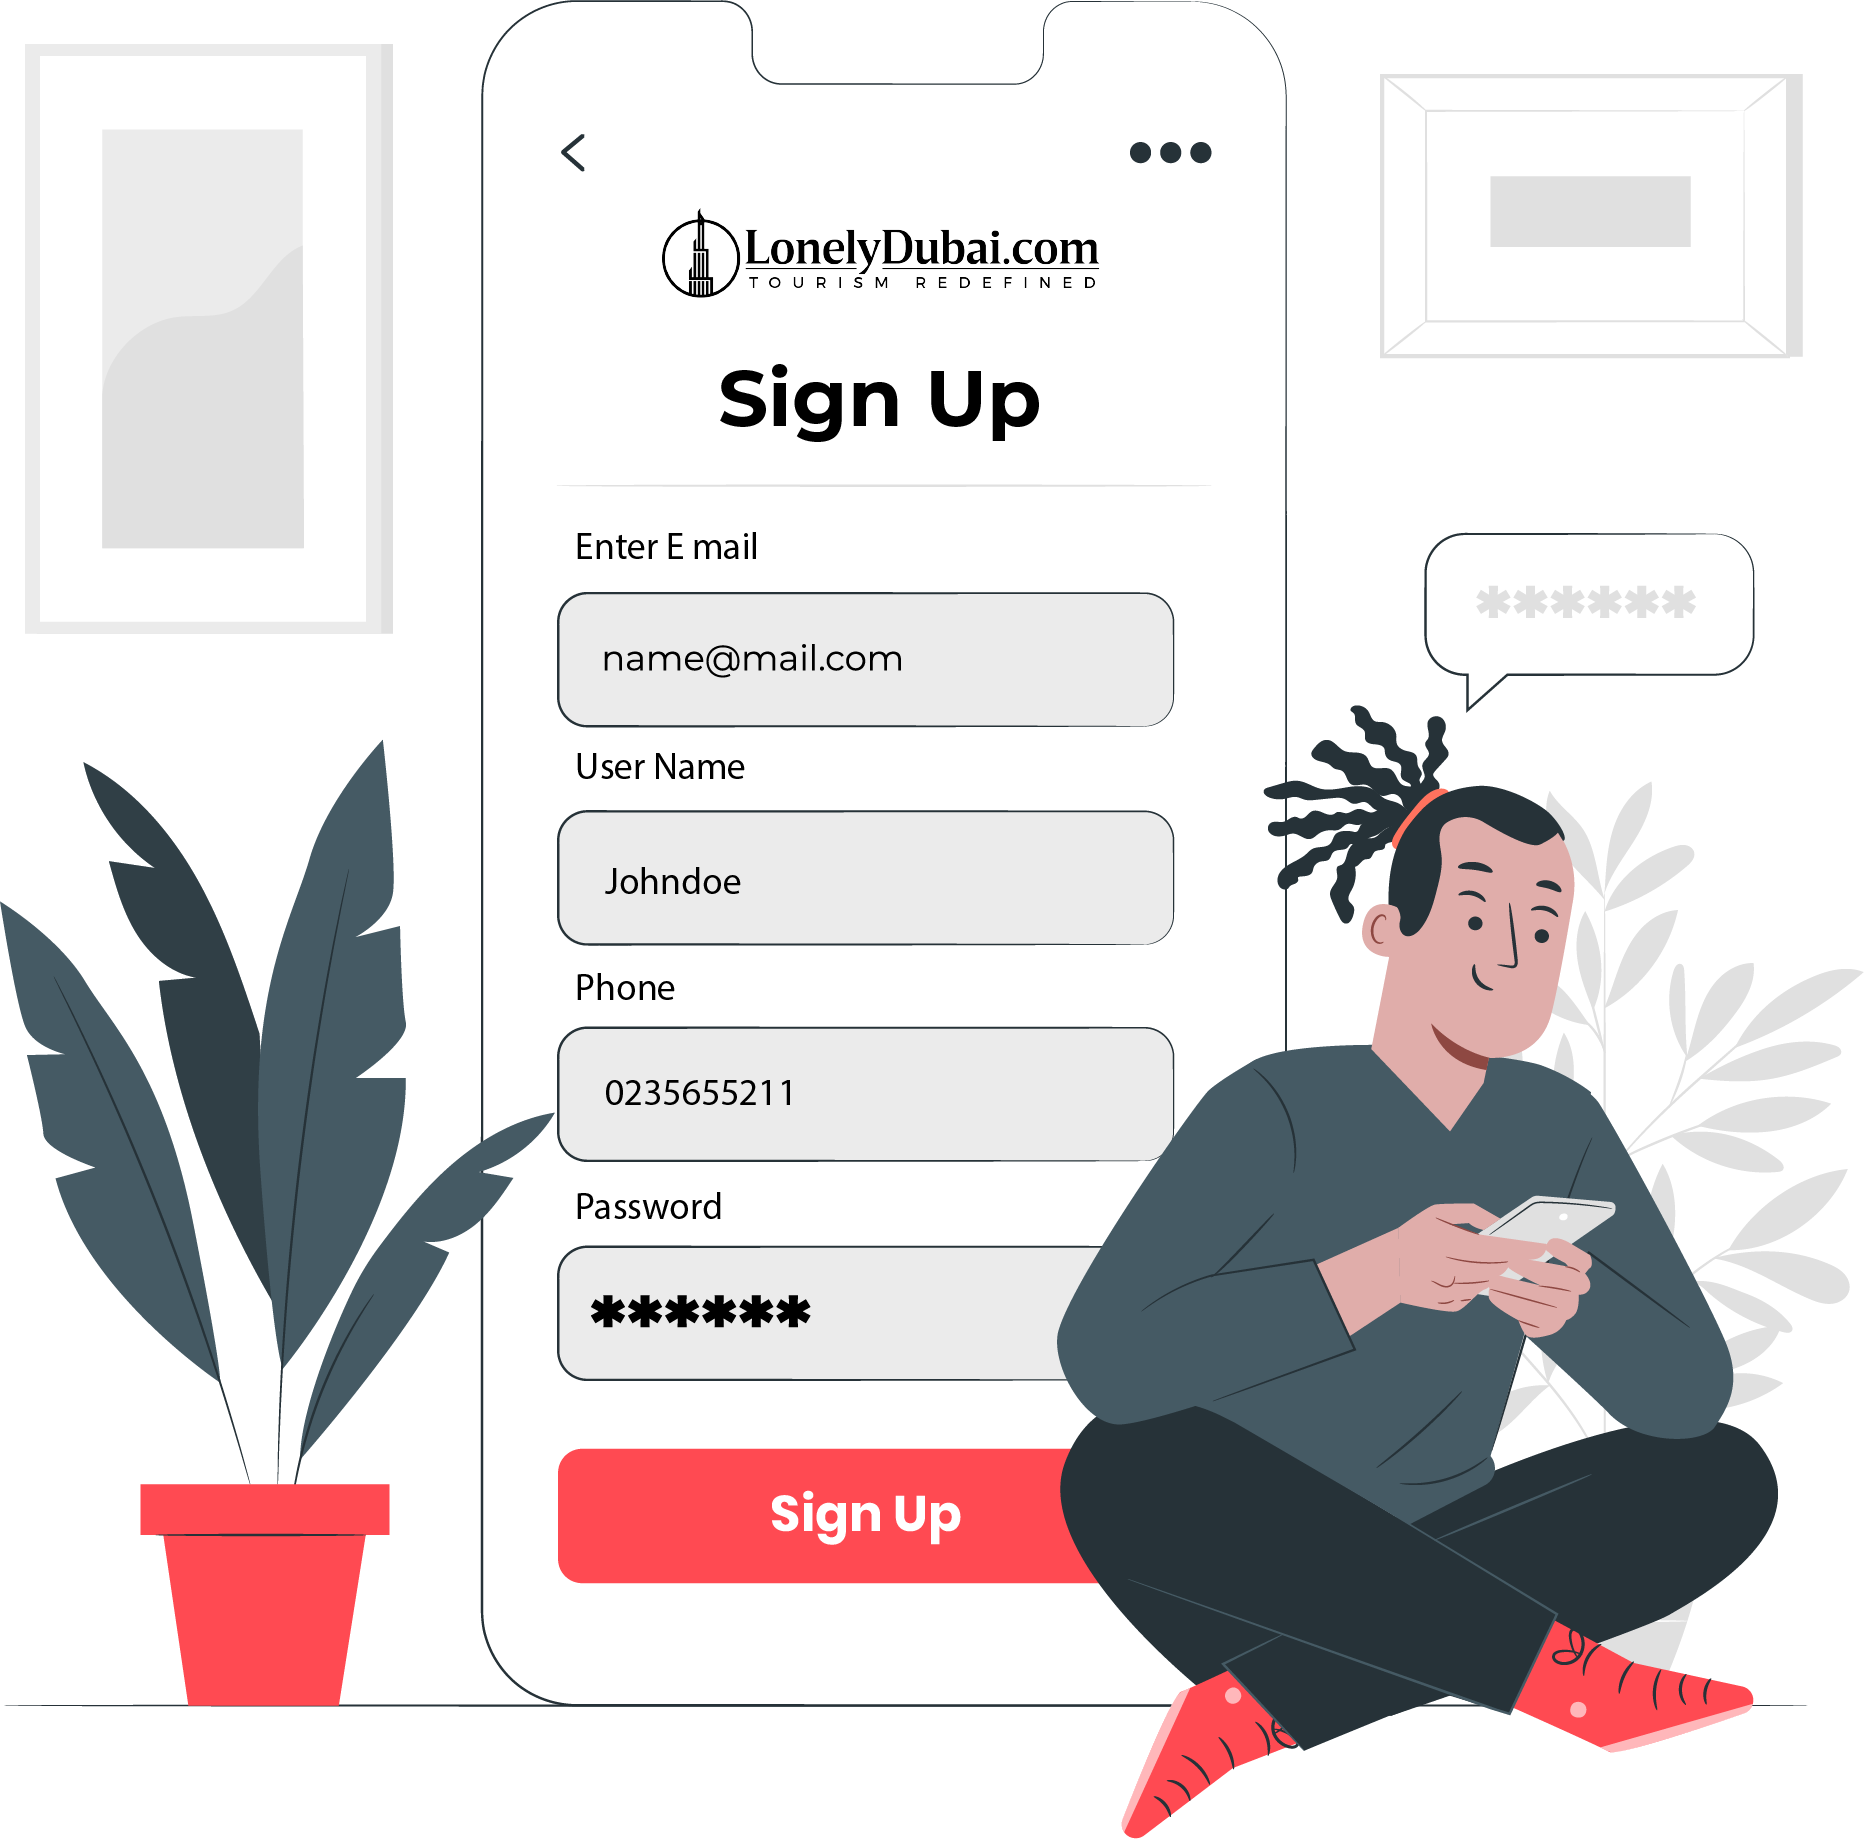 LonelyDubai.com
TOURISM REDEFINED
Sign Up
Enter E mail
name@mail.com
User Name
Johndoe
Phone
0235655211
Password
******
Sign Up
******